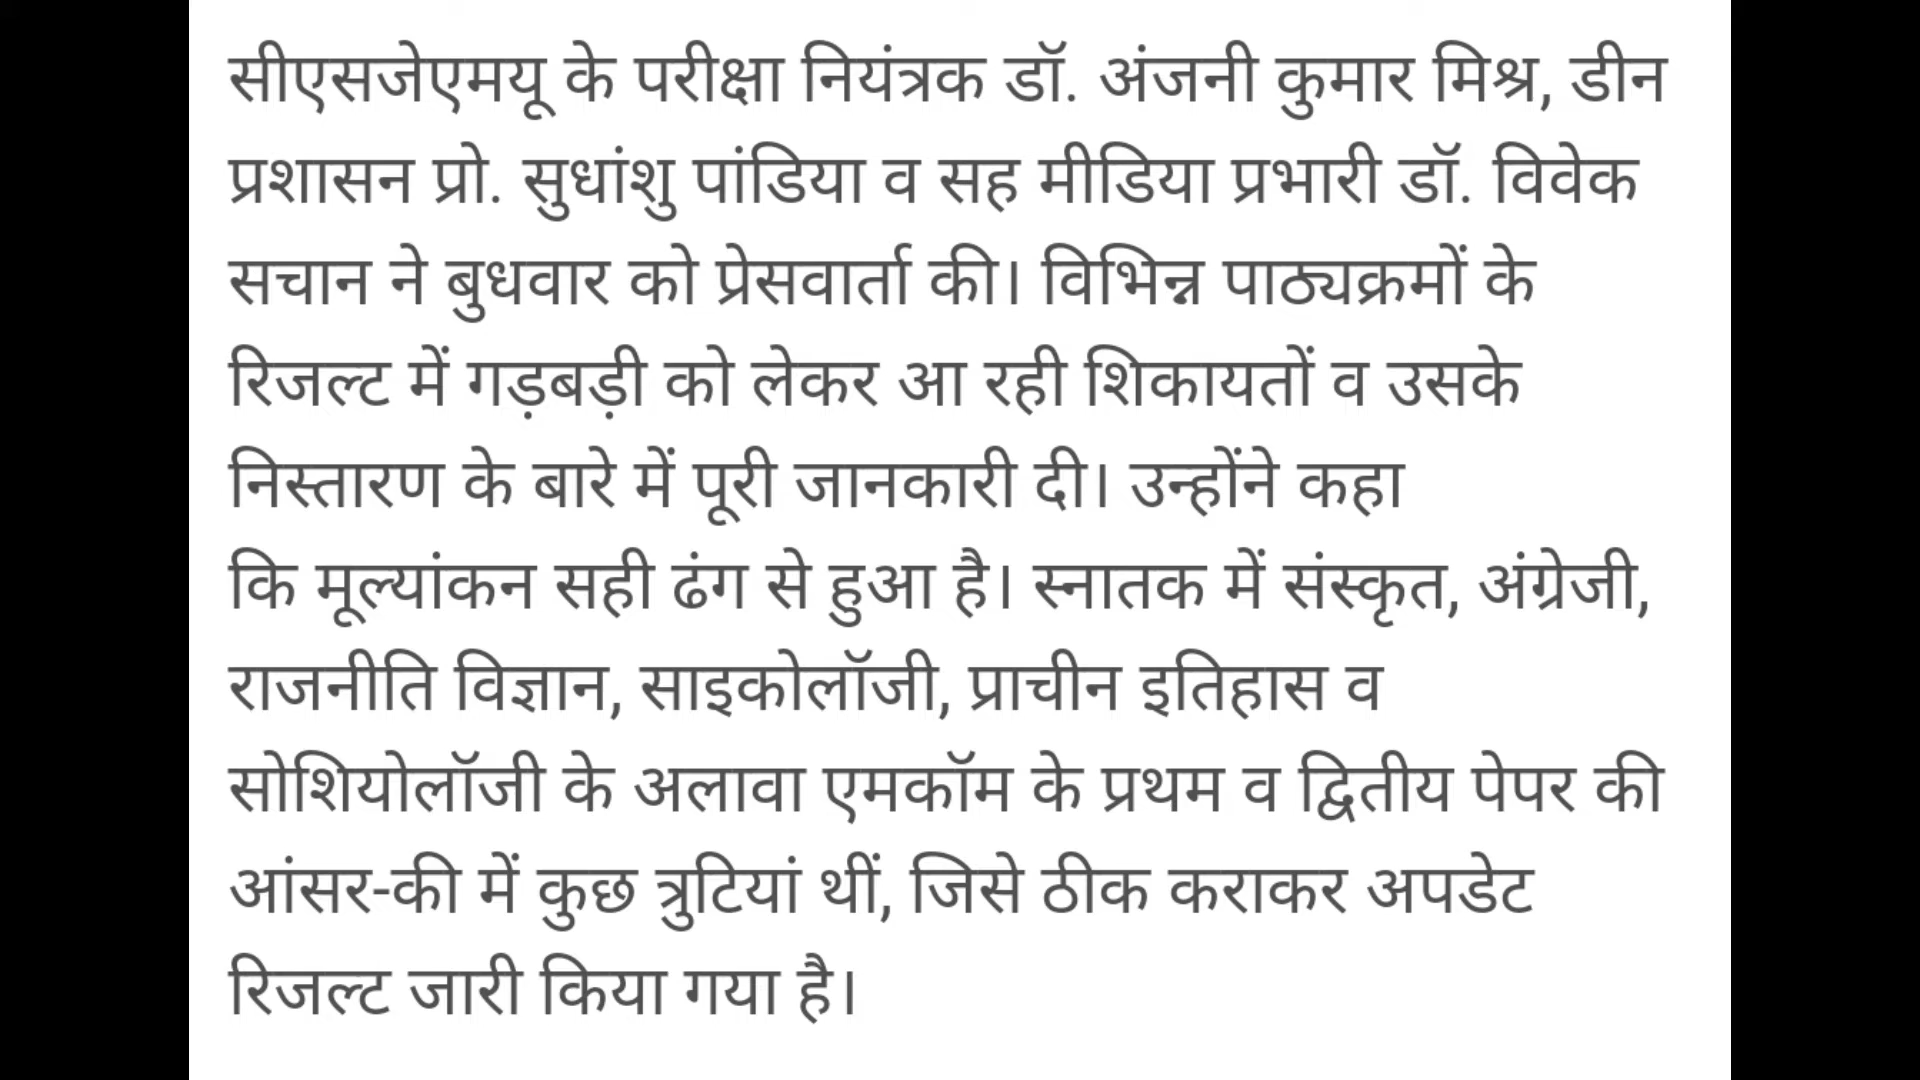 सीएसजेएमयू के परीक्षा नियंत्रक डॉ. अंजनी कुमार मिश्र, डीन
प्रशासन प्रो. सुधांशु पांडिया व सह मीडिया प्रभारी डॉ. विवेक
सचान ने बुधवार को प्रेसवार्ता की। विभिन्न पाठ्यक्रमों के
रिजल्ट में गड़बड़ी को लेकर आ रही शिकायतों व उसके
निस्तारण के बारे में पूरी जानकारी दी। उन्होंने कहा
कि मूल्यांकन सही ढंग से हुआ है। स्नातक में संस्कृत, अंग्रेजी,
राजनीति विज्ञान, साइकोलॉजी, प्राचीन इतिहास व
सोशियोलॉजी के अलावा एमकॉम के प्रथम व द्वितीय पेपर की
आंसर-की में कुछ त्रुटियां थीं, जिसे ठीक कराकर अपडेट
रिजल्ट जारी किया गया है।